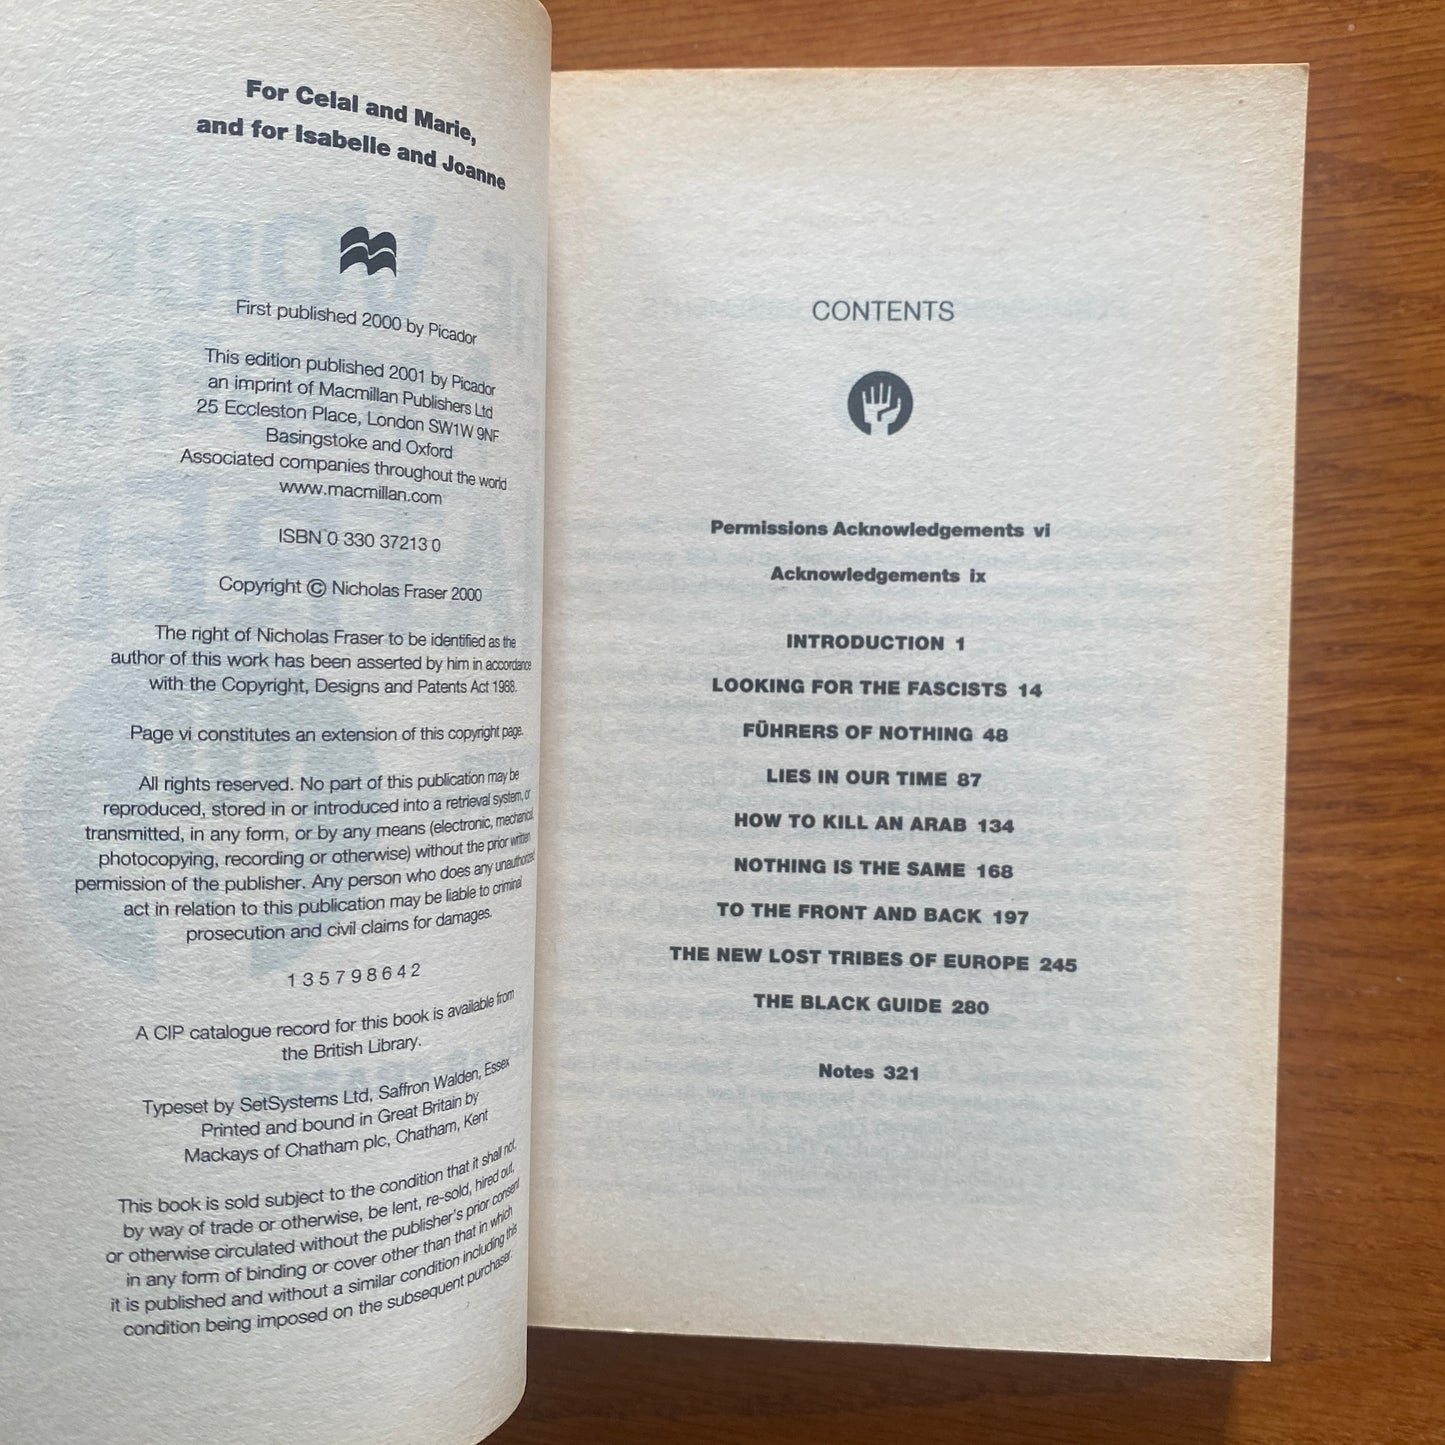 For Celal and Marie,
and for Isabelle and Joanne
First published 2000 by Picador
This edition published 2001 by Picador
an imprint of Macmillan Publishers Ltd
25 Eccleston Place, London SW1W 9NF
Basingstoke and Oxford
Associated companies throughout the world
www.macmillan.com
ISBN 0 330 37213 0
Copyright © Nicholas Fraser 2000
The right of Nicholas Fraser to be identified as the
author of this work has been asserted by him in accordance
with the Copyright, Designs and Patents Act 1988.
Page vi constitutes an extension of this copyright page.
All rights reserved. No part of this publication may be
reproduced, stored in or introduced into a retrieval system, or
transmitted, in any form, or by any means (electronic, mechanical,
photocopying, recording or otherwise) without the prior written
permission of the publisher. Any person who does any unauthorized
act in relation to this publication may be liable to criminal
prosecution and civil claims for damages.
1 3 5 7 9 8 6 4 2
A CIP catalogue record for this book is available from
the British Library.
Typeset by SetSystems Ltd, Saffron Walden, Essex
Printed and bound in Great Britain by
Mackays of Chatham plc, Chatham, Kent
This book is sold subject to the condition that it shall not,
by way of trade or otherwise, be lent, re-sold, hired out,
or otherwise circulated without the publisher's prior consent
in any form of binding or cover other than that in which
it is published and without a similar condition including this
condition being imposed on the subsequent purchaser.
CONTENTS
Permissions Acknowledgements vi
Acknowledgements ix
INTRODUCTION 1
LOOKING FOR THE FASCISTS 14
FÜHRERS OF NOTHING 48
LIES IN OUR TIME 87
HOW TO KILL AN ARAB 134
NOTHING IS THE SAME 168
TO THE FRONT AND BACK 197
THE NEW LOST TRIBES OF EUROPE 245
THE BLACK GUIDE 280
Notes 321